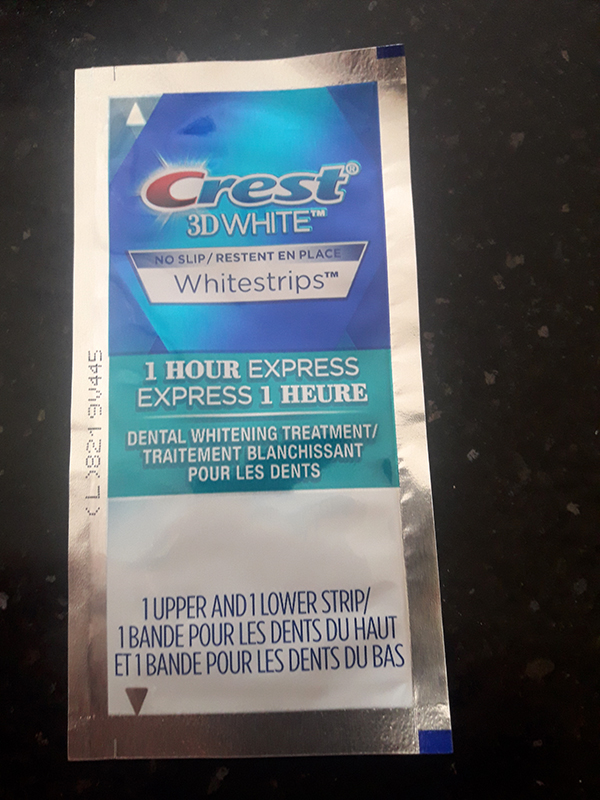 Crest®
3D WHITE™
NO SLIP/ RESTENT EN PLACE
Whitestrips™
1 HOUR EXPRESS
EXPRESS 1 HEURE
DENTAL WHITENING TREATMENT/
TRAITEMENT BLANCHISSANT
POUR LES DENTS
1 UPPER AND 1 LOWER STRIP/
1 BANDE POUR LES DENTS DU HAUT
ET 1 BANDE POUR LES DENTS DU BAS